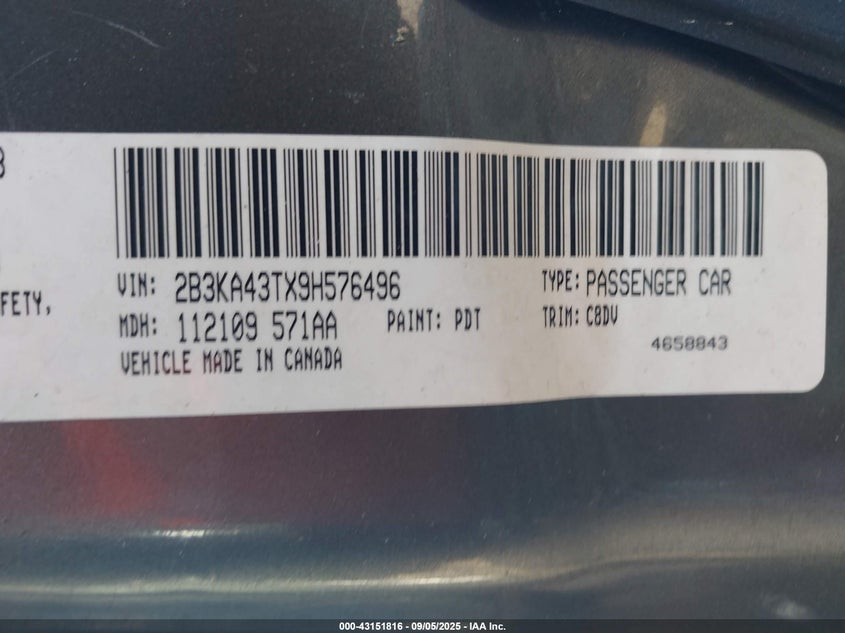 8
FETY,
VIN: 2B3KA43TX9H576496
TYPE: PASSENGER CAR
MDH: 112109 571AA
PAINT: PDT
TRIM: C8DV
VEHICLE MADE IN CANADA
4658843
000-43151816 - 09/05/2025 - IAA Inc.